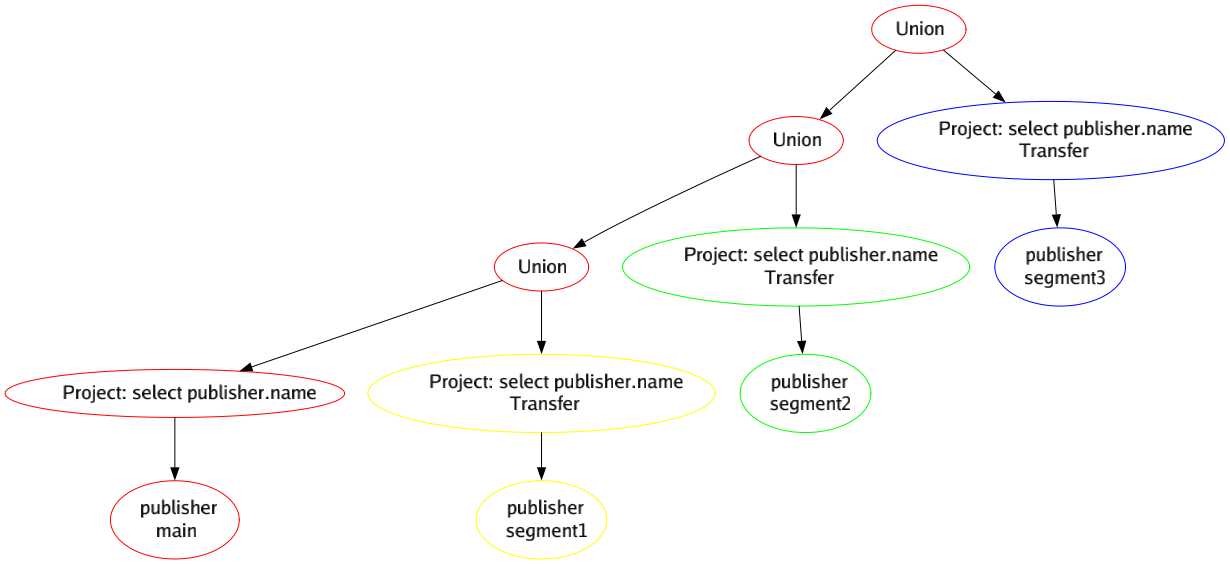 Union
Union
Project: select publisher.name
Transfer
Union
Project: select publisher.name
Transfer
publisher
segment3
Project: select publisher.name
Project: select publisher.name
Transfer
publisher
segment2
publisher
main
publisher
segment1